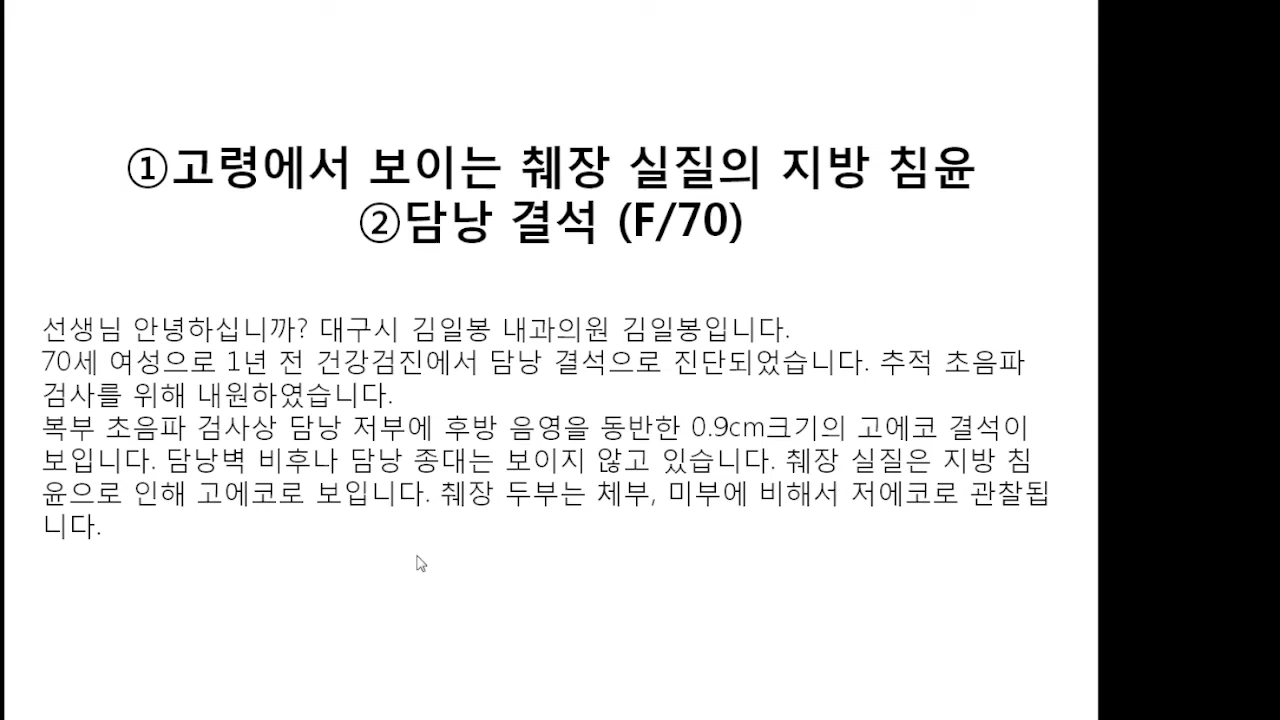 ①고령에서 보이는 췌장 실질의 지방 침윤
②담낭 결석 (F/70)
선생님 안녕하십니까? 대구시 김일봉 내과의원 김일봉입니다.
70세 여성으로 1년 전 건강검진에서 담낭 결석으로 진단되었습니다. 추적 초음파
검사를 위해 내원하였습니다.
복부 초음파 검사상 담낭 저부에 후방 음영을 동반한 0.9cm크기의 고에코 결석이
보입니다. 담낭벽 비후나 담낭 종대는 보이지 않고 있습니다. 췌장 실질은 지방 침
윤으로 인해 고에코로 보입니다. 췌장 두부는 체부, 미부에 비해서 저에코로 관찰됩
니다.